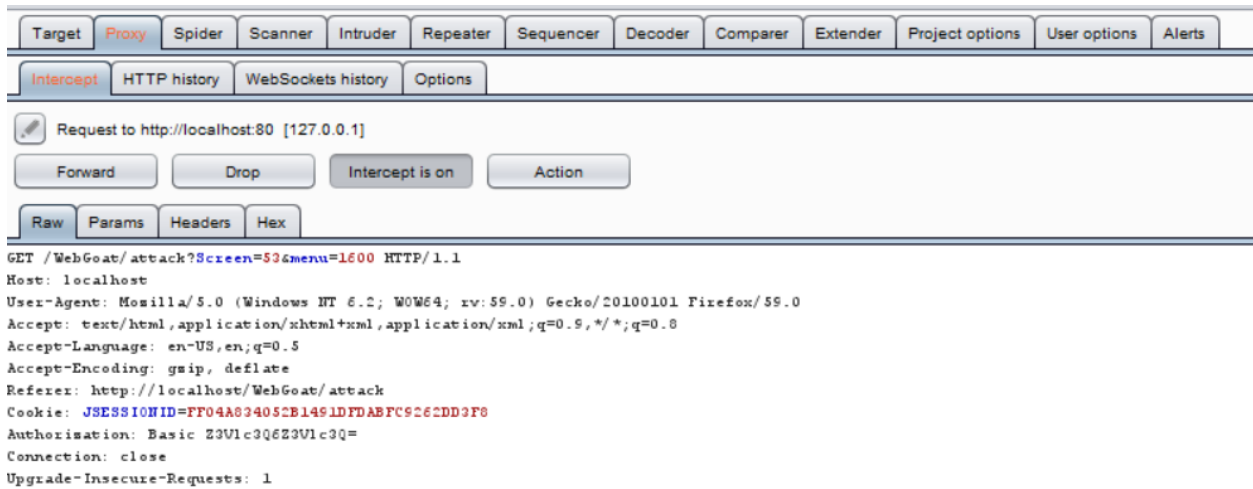 Target Proxy Spider Scanner Intruder Repeater Sequencer Decoder Comparer Extender Project options User options Alerts
Intercept HTTP history WebSockets history Options
Request to http://localhost:80 [127.0.0.1]
Forward Drop Intercept is on Action
Raw Params Headers Hex
GET /WebGoat/attack?Screen=53&menu=1600 HTTP/1.1
Host: localhost
User-Agent: Mozilla/5.0 (Windows NT 6.2; WOW64; rv:59.0) Gecko/20100101 Firefox/59.0
Accept: text/html,application/xhtml+xml,application/xml;q=0.9,*/*;q=0.8
Accept-Language: en-US,en;q=0.5
Accept-Encoding: gzip, deflate
Referer: http://localhost/WebGoat/attack
Cookie: JSESSIONID=FF04A834052B1491DFDABFC9262DD3F8
Authorization: Basic Z3Vlc3Q6Z3Vlc3Q=
Connection: close
Upgrade-Insecure-Requests: 1